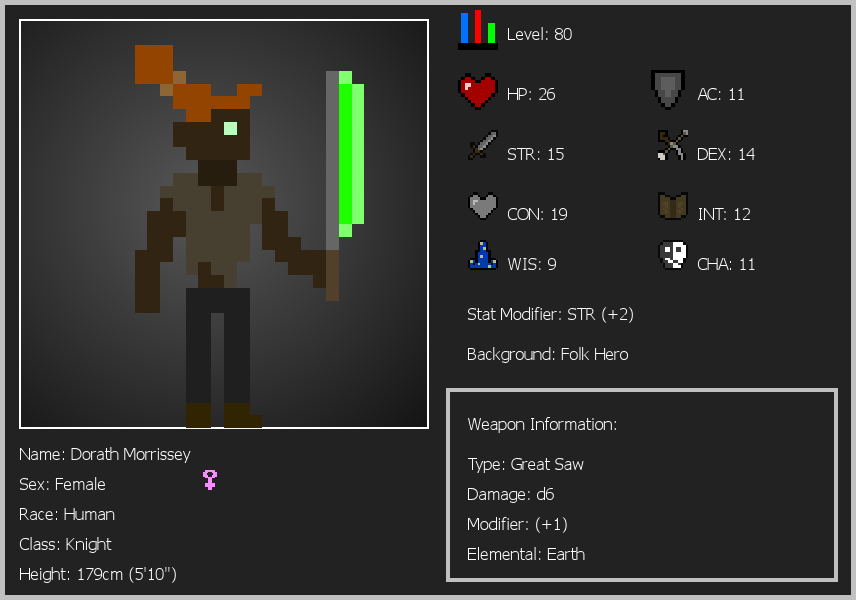 Level: 80
HP: 26
AC: 11
STR: 15
DEX: 14
CON: 19
INT: 12
WIS: 9
CHA: 11
Stat Modifier: STR (+2)
Background: Folk Hero
Weapon Information:
Type: Great Saw
Damage: d6
Modifier: (+1)
Elemental: Earth
Name: Dorath Morrissey
Sex: Female
Race: Human
Class: Knight
Height: 179cm (5'10")